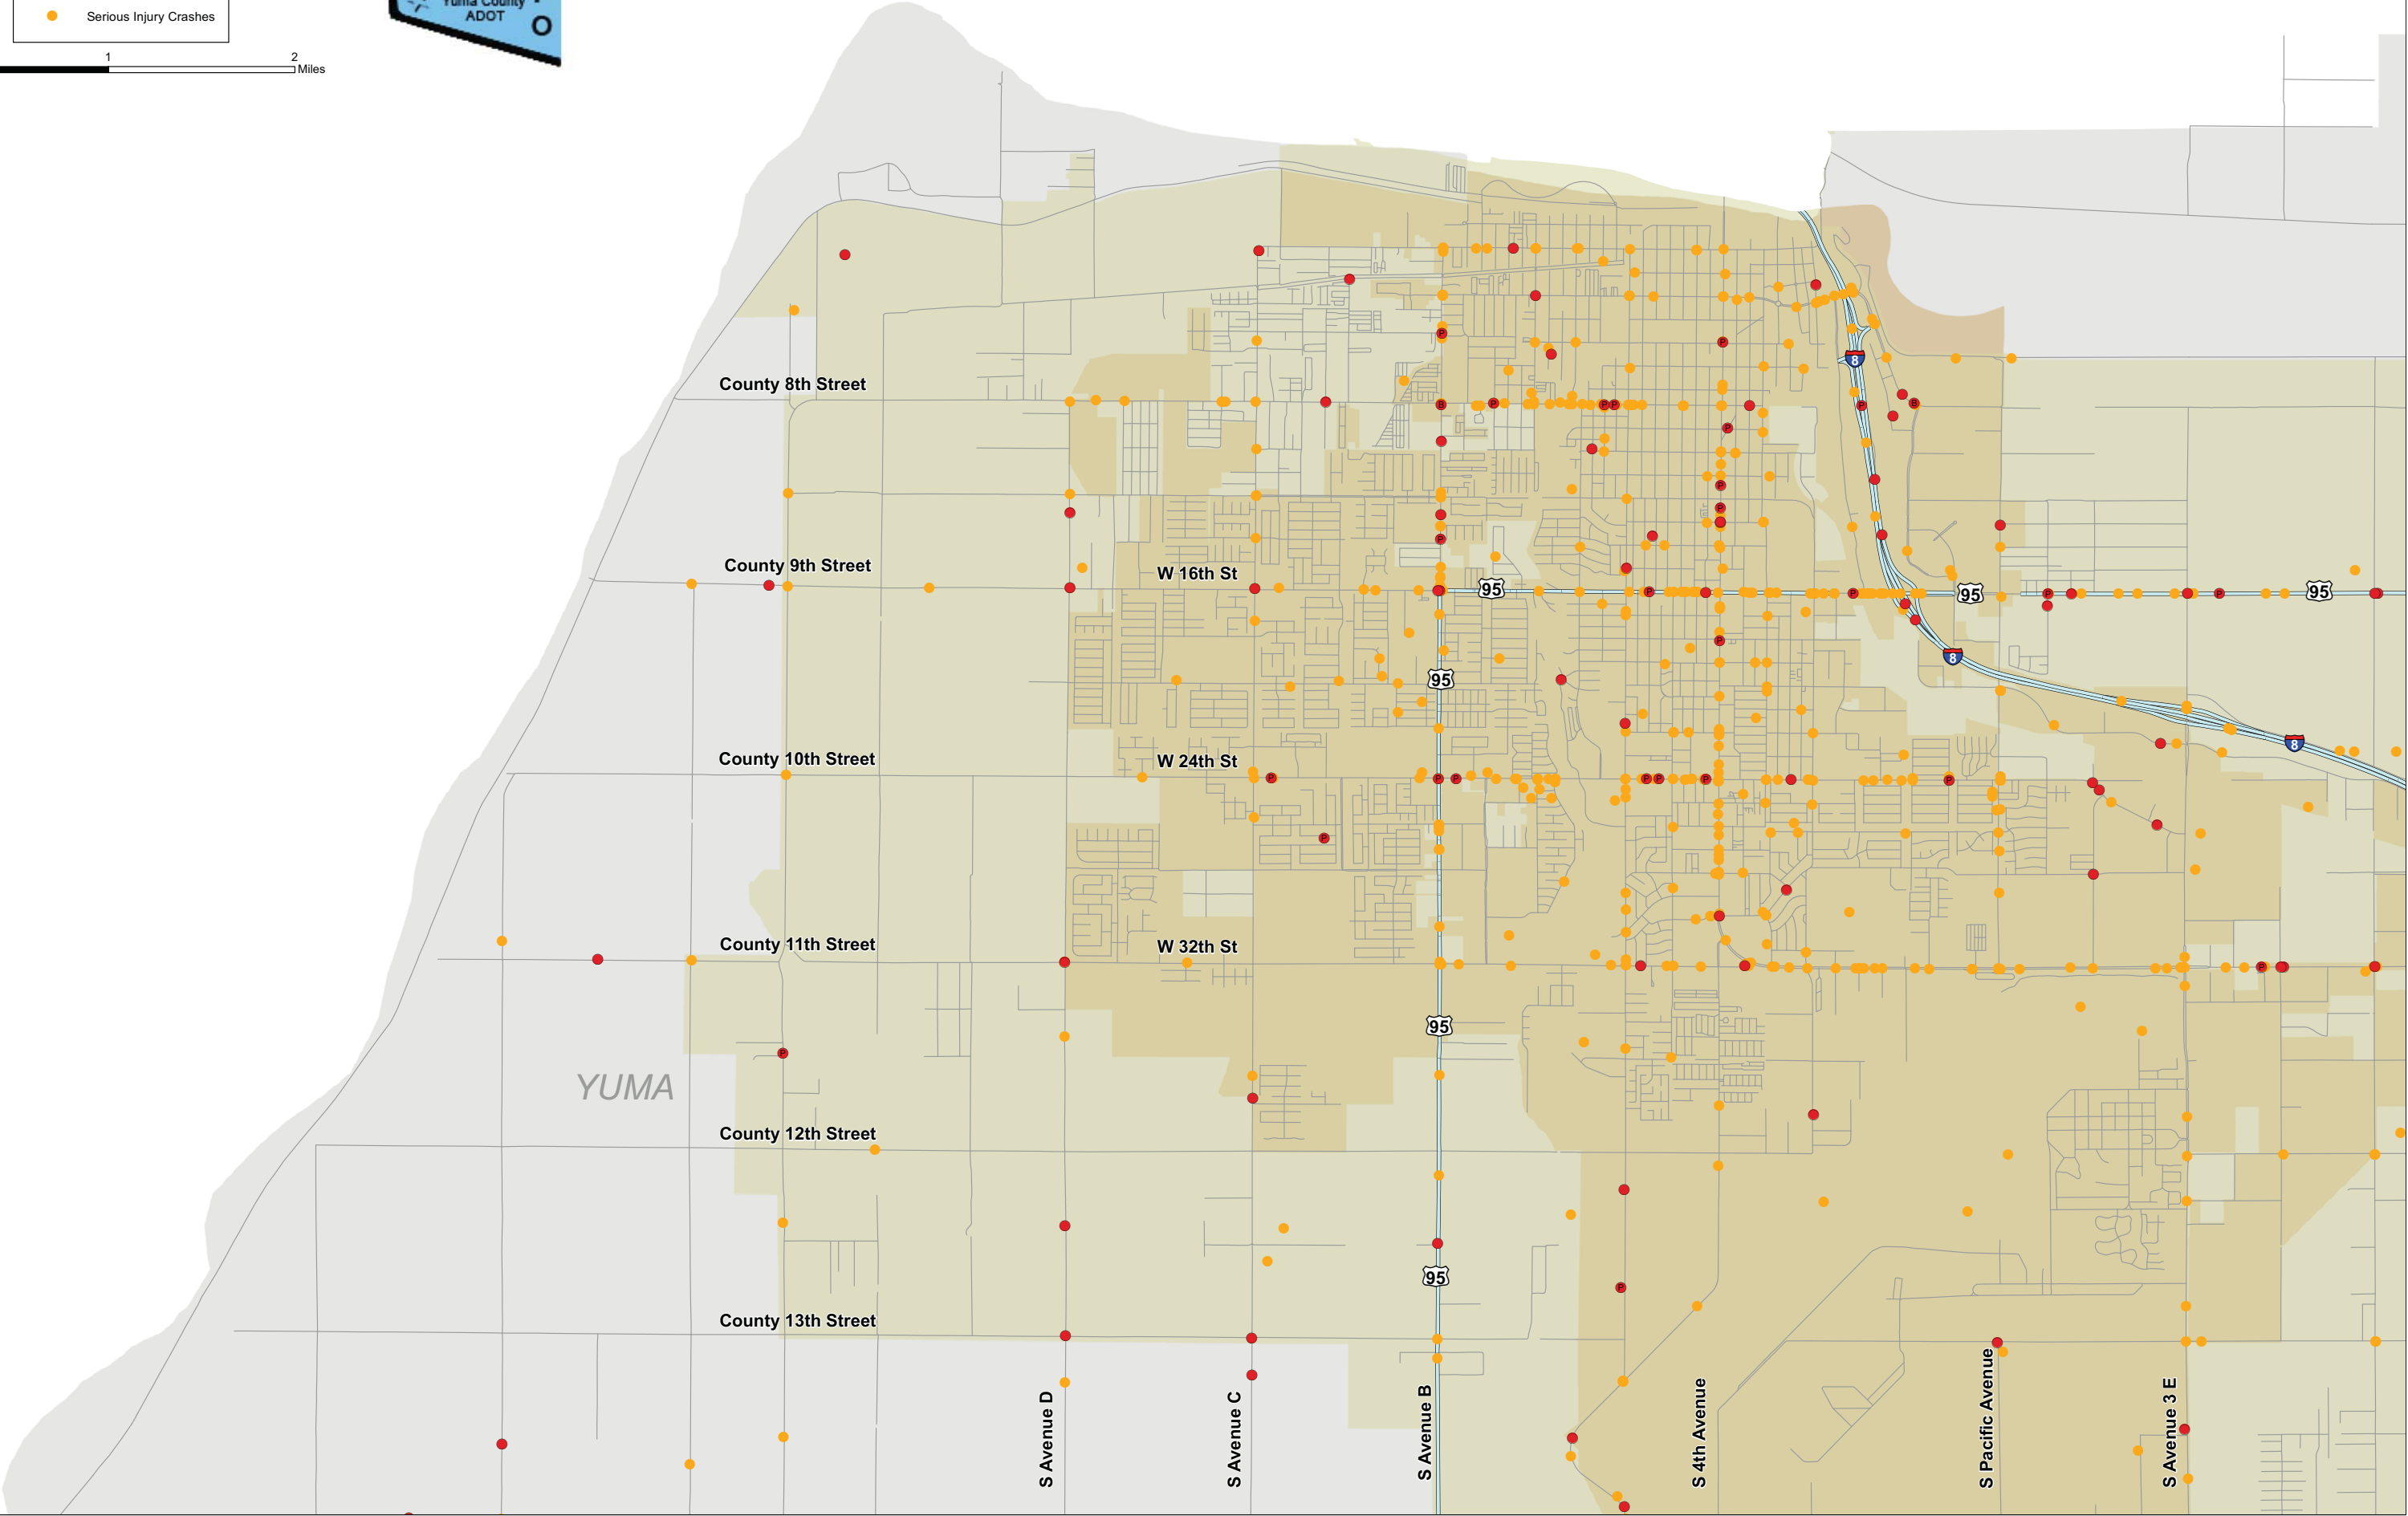 Yuma County
ADOT
O
Serious Injury Crashes
1
2
Miles
8
County 8th Street
P
P
B
P
P
P
P
P
B
P
P
P
P
County 9th Street
W 16th St
95
P
P
95
P
P
95
P
8
95
8
County 10th Street
W 24th St
P
P
P
P
P
P
P
P
County 11th Street
W 32th St
P
95
P
YUMA
County 12th Street
95
P
County 13th Street
S Avenue D
S Avenue C
S Avenue B
S 4th Avenue
S Pacific Avenue
S Avenue 3 E